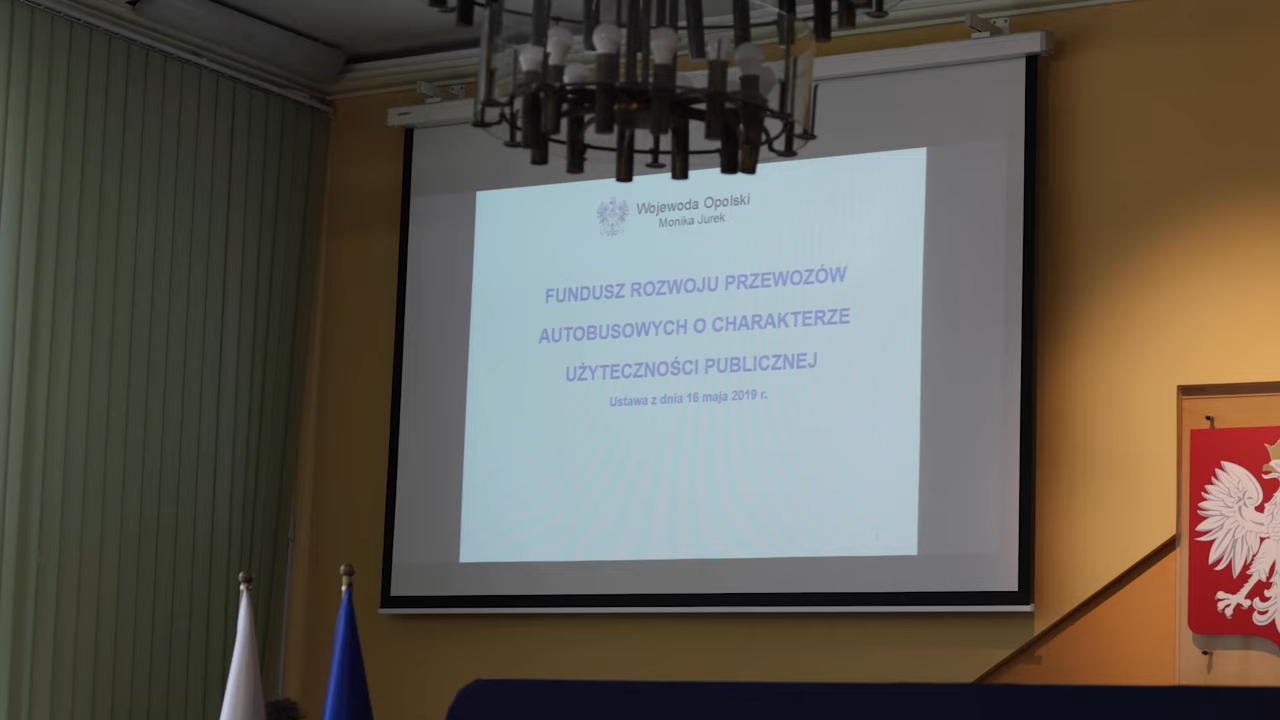 Wojewoda Opolski
Monika Jurek
FUNDUSZ ROZWOJU PRZEWOZÓW
AUTOBUSOWYCH O CHARAKTERZE
UŻYTECZNOŚCI PUBLICZNEJ
Ustawa z dnia 16 maja 2019 r.